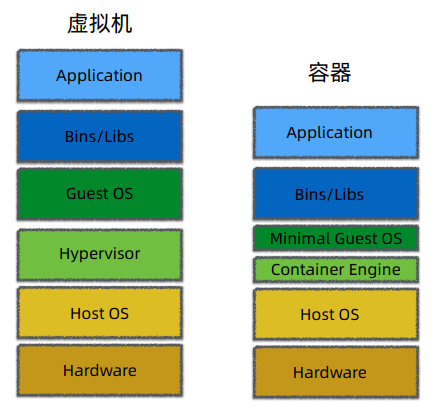 虚拟机
Application
Bins/Libs
Guest OS
Hypervisor
Host OS
Hardware
容器
Application
Bins/Libs
Minimal Guest OS
Container Engine
Host OS
Hardware